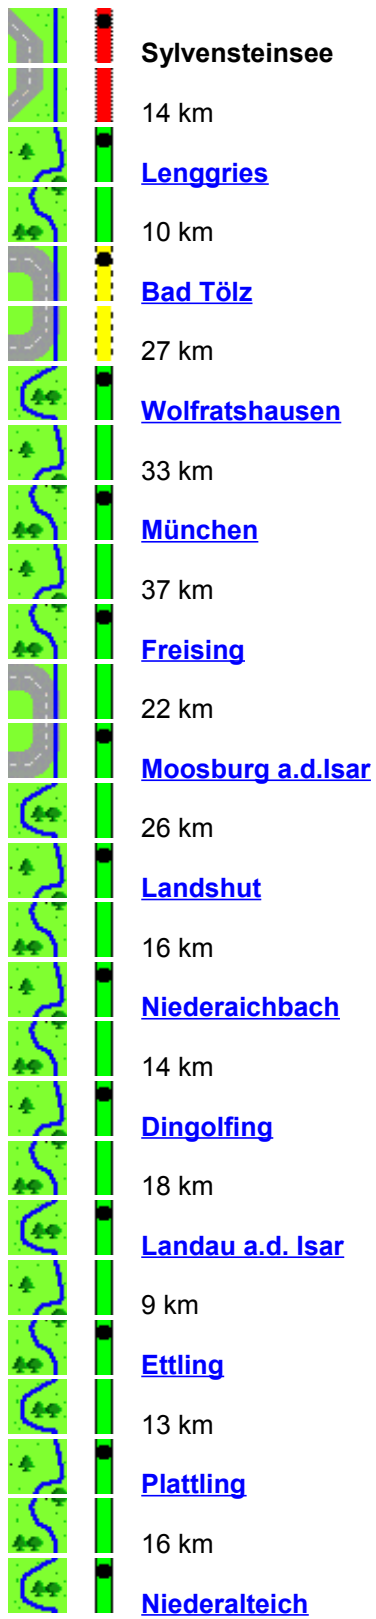 Sylvensteinsee
14 km
Lenggries
10 km
Bad Tölz
27 km
Wolfratshausen
33 km
München
37 km
Freising
22 km
Moosburg a.d.Isar
26 km
Landshut
16 km
Niederaichbach
14 km
Dingolfing
18 km
Landau a.d. Isar
9 km
Ettling
13 km
Plattling
16 km
Niederalteich